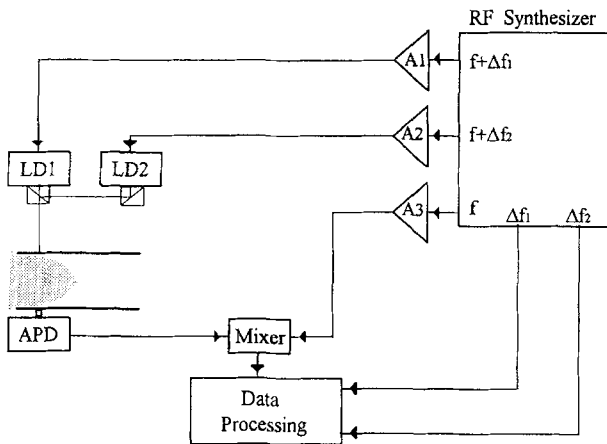 RF Synthesizer
A1
f+Δf₁
A2
f+Δf₂
LD1
LD2
A3
f
Δf₁
Δf₂
APD
Mixer
Data
Processing